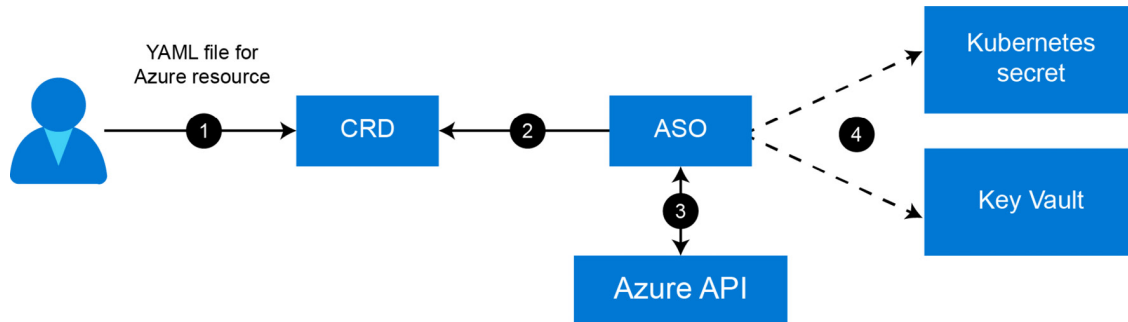 YAML file for
Azure resource
1
CRD
2
ASO
3
Azure API
4
Kubernetes
secret
Key Vault